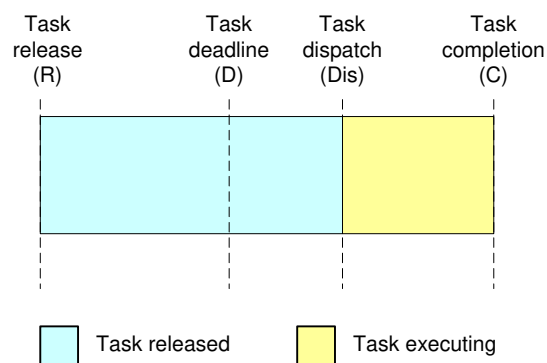 Task
release
(R)
Task
deadline
(D)
Task
dispatch
(Dis)
Task
completion
(C)
Task released
Task executing